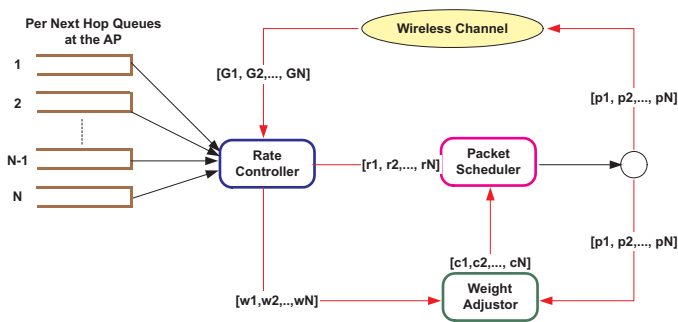 Per Next Hop Queues
at the AP
Wireless Channel
1
[G1, G2,..., GN]
[p1, p2,..., pN]
2
N-1
Rate
Controller
[r1, r2,..., rN]
Packet
Scheduler
N
[p1, p2,..., pN]
[c1,c2,..., cN]
[w1,w2,..,wN]
Weight
Adjustor